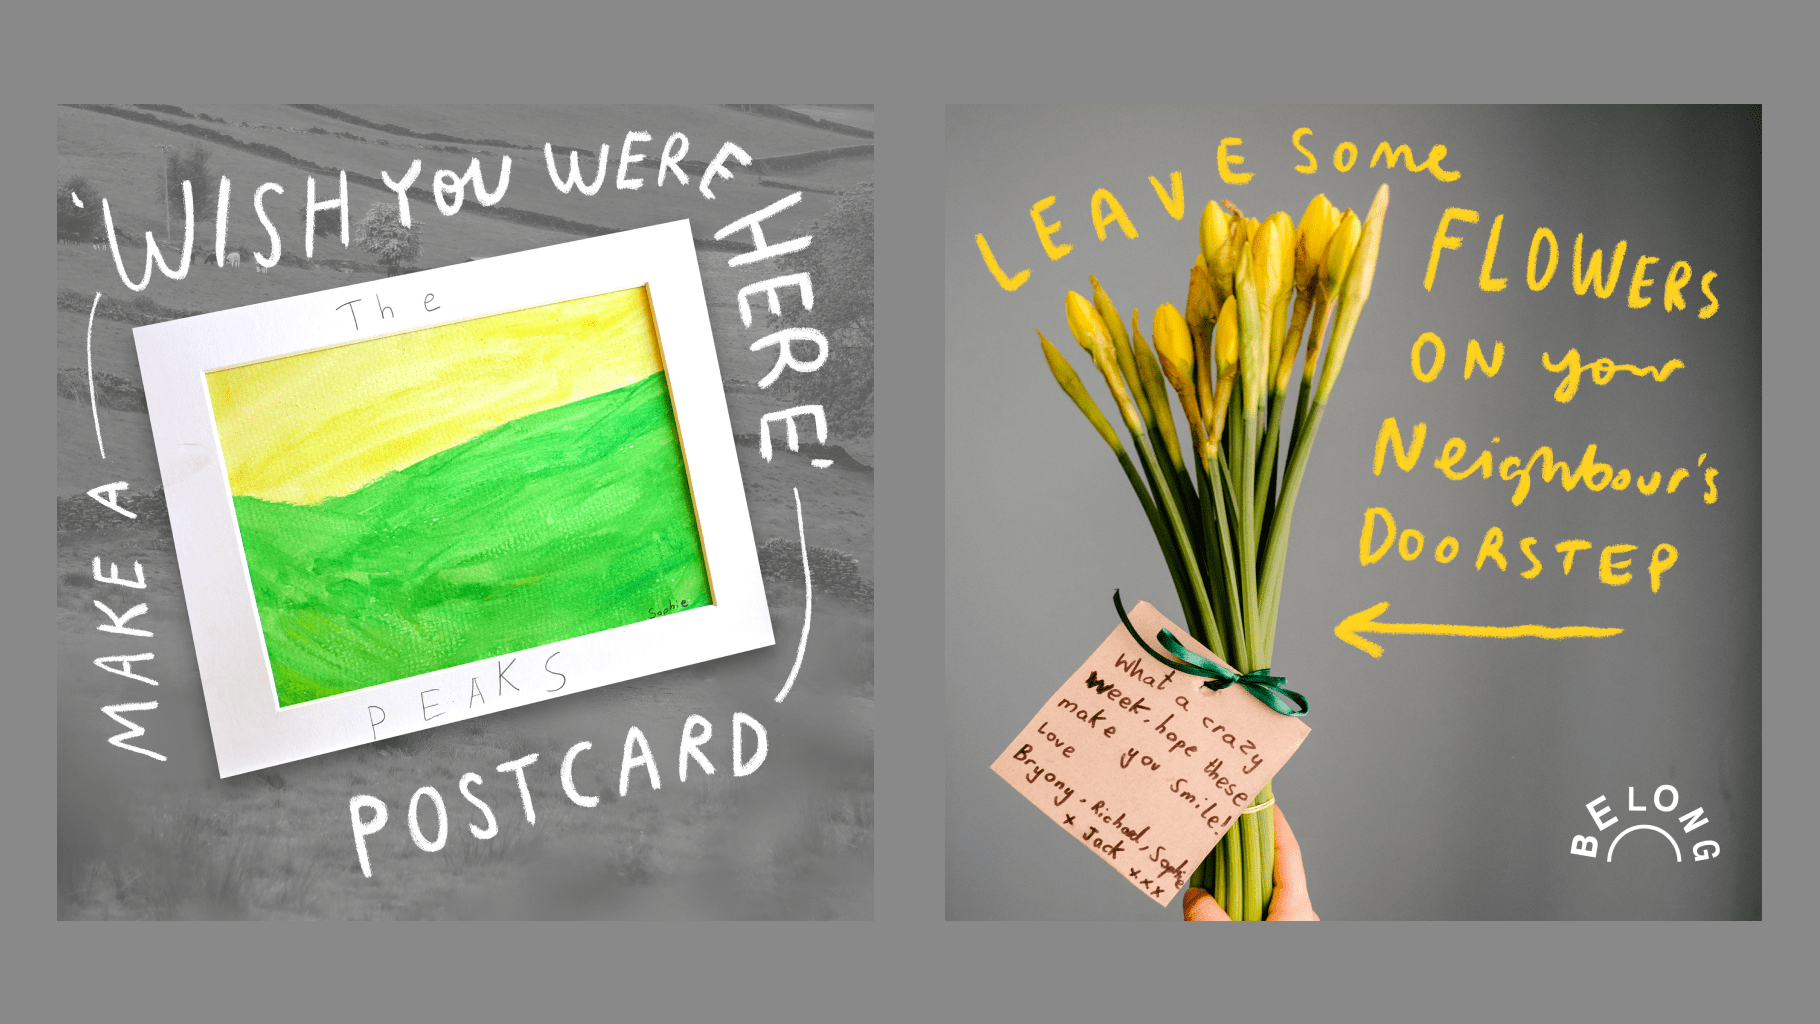 MAKE A
'WISH YOU WERE
HERE'
POSTCARD
The
PEAKS
Sophie
LEAVE some
FLOWERS
ON your
Neighbour's
DOORSTEP
What a crazy
week, hope these
make you smile!
Love
Bryony, Richard, Sophie
x Jack xxx
BELONG